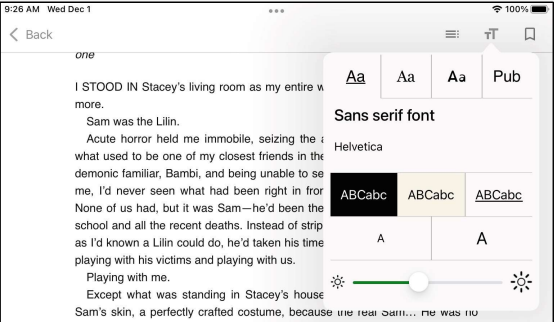 9:26 AM Wed Dec 1
100%
Back
one
Aa Aa Aa Pub
Sans serif font
Helvetica
ABCabc ABCabc ABCabc
A A
I STOOD IN Stacey's living room as my entire w
more.
Sam was the Lilin.
Acute horror held me immobile, seizing the a
what used to be one of my closest friends in the
demonic familiar, Bambi, and being unable to se
me, I'd never seen what had been right in fron
None of us had, but it was Sam—he'd been the
school and all the recent deaths. Instead of strip
as I'd known a Lilin could do, he'd taken his time
playing with his victims and playing with us.
Playing with me.
Except what was standing in Stacey's house
Sam's skin, a perfectly crafted costume, because the real Sam... He was no